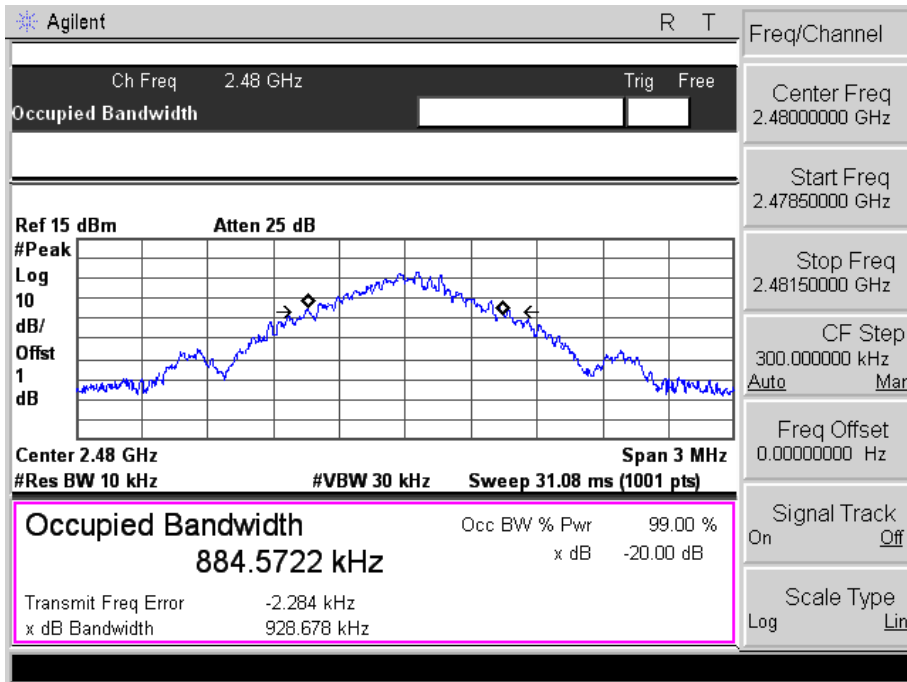 Agilent R T
Freq/Channel
Ch Freq 2.48 GHz Trig Free
Occupied Bandwidth
Center Freq
2.48000000 GHz
Start Freq
2.47850000 GHz
Stop Freq
2.48150000 GHz
CF Step
300.000000 kHz
Auto Man
Freq Offset
0.00000000 Hz
Signal Track
On Off
Scale Type
Log Lin
Ref 15 dBm Atten 25 dB
#Peak
Log
10
dB/
Offst
1
dB
Center 2.48 GHz Span 3 MHz
#Res BW 10 kHz #VBW 30 kHz Sweep 31.08 ms (1001 pts)
Occupied Bandwidth
884.5722 kHz
Occ BW % Pwr 99.00 %
x dB -20.00 dB
Transmit Freq Error -2.284 kHz
x dB Bandwidth 928.678 kHz